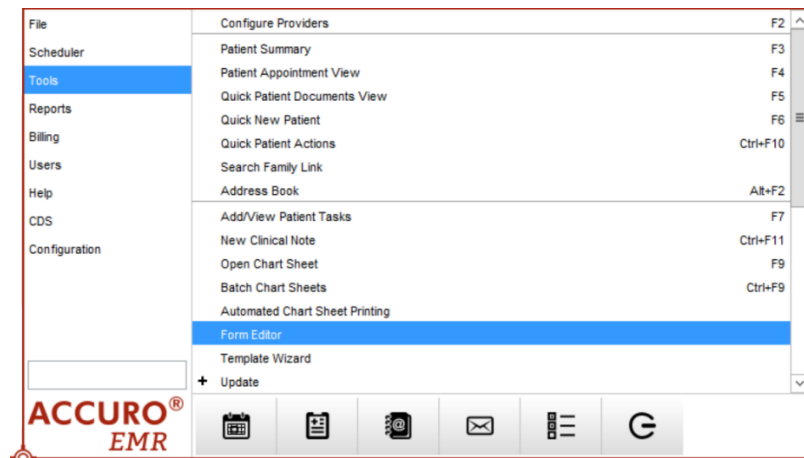 File
Scheduler
Tools
Reports
Billing
Users
Help
CDS
Configuration
Configure Providers F2
Patient Summary F3
Patient Appointment View F4
Quick Patient Documents View F5
Quick New Patient F6
Quick Patient Actions Ctrl+F10
Search Family Link
Address Book Alt+F2
Add/View Patient Tasks F7
New Clinical Note Ctrl+F11
Open Chart Sheet F9
Batch Chart Sheets Ctrl+F9
Automated Chart Sheet Printing
Form Editor
Template Wizard
+ Update
ACCURO®
EMR